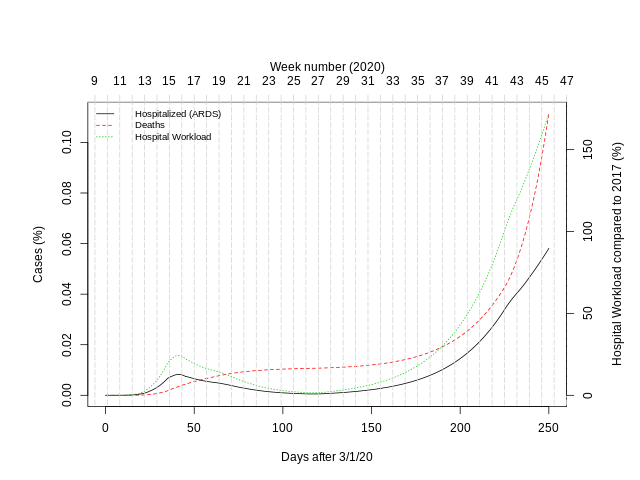 Week number (2020)
9 11 13 15 17 19 21 23 25 27 29 31 33 35 37 39 41 43 45 47
Hospitalized (ARDS)
Deaths
Hospital Workload
Cases (%)
0.00 0.02 0.04 0.06 0.08 0.10
Hospital Workload compared to 2017 (%)
0 50 100 150
0 50 100 150 200 250
Days after 3/1/20